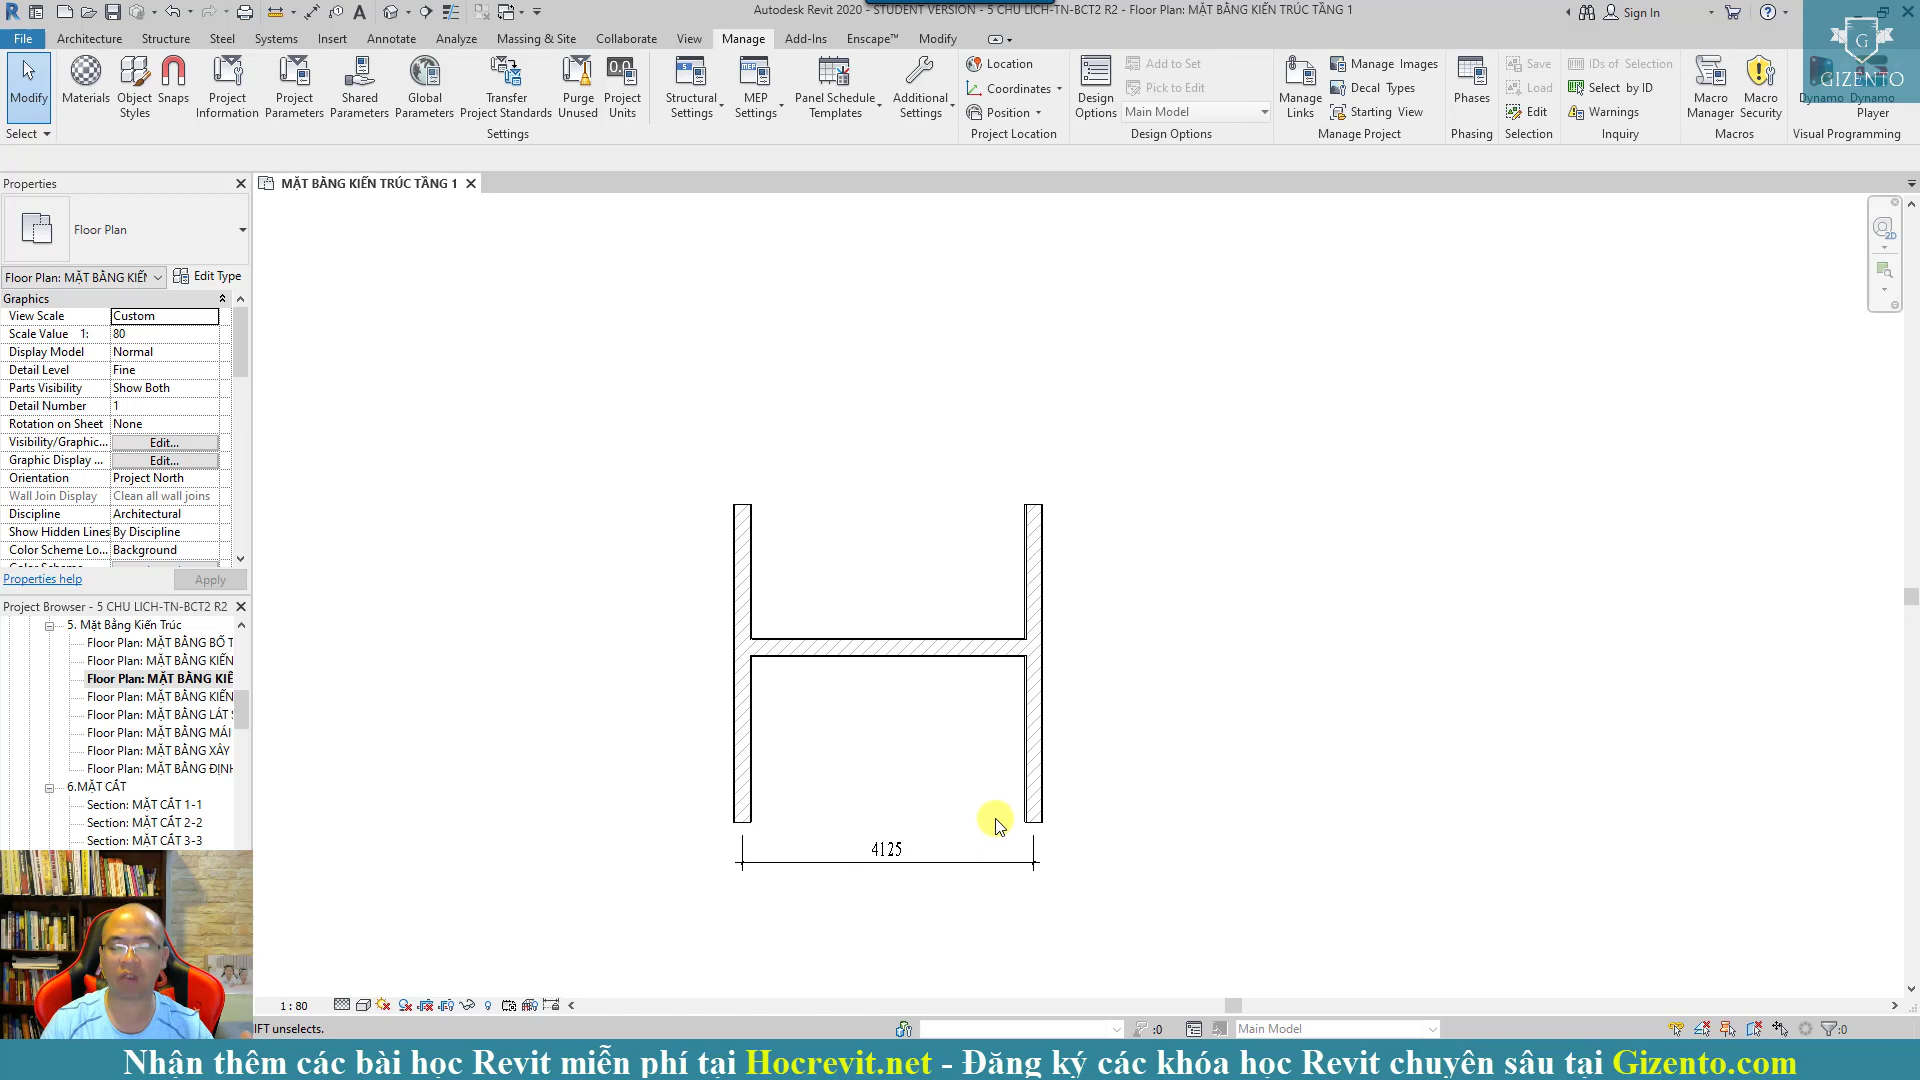 Autodesk Revit 2020 - STUDENT VERSION - 5 CHU LICH-TN-BCT2 R2 - Floor Plan: MẶT BẰNG KIẾN TRÚC TẦNG 1
Sign In
File Architecture Structure Steel Systems Insert Annotate Analyze Massing & Site Collaborate View Manage Add-Ins Enscape™ Modify
Modify
Materials
Object Styles
Snaps
Project Information
Project Parameters
Shared Parameters
Global Parameters
Transfer Project Standards
Purge Unused
Project Units
Structural Settings
MEP Settings
Panel Schedule Templates
Additional Settings
Location
Coordinates
Position
Design Options
Add to Set
Pick to Edit
Main Model
Manage Links
Manage Images
Decal Types
Starting View
Phases
Save
Load
Edit
IDs of Selection
Select by ID
Warnings
Macro Manager
Macro Security
Dynamo
Dynamo Player
G
GIZENTO
Select
Settings
Project Location
Design Options
Manage Project
Phasing
Selection
Inquiry
Macros
Visual Programming
Properties
MẶT BẰNG KIẾN TRÚC TẦNG 1
Floor Plan
Floor Plan: MẶT BẰNG KIẾN
Edit Type
Graphics
View Scale Custom
Scale Value 1: 80
Display Model Normal
Detail Level Fine
Parts Visibility Show Both
Detail Number 1
Rotation on Sheet None
Visibility/Graphic... Edit...
Graphic Display ... Edit...
Orientation Project North
Wall Join Display Clean all wall joins
Discipline Architectural
Show Hidden Lines By Discipline
Color Scheme Lo... Background
Properties help
Apply
Project Browser - 5 CHU LICH-TN-BCT2 R2
5. Mặt Bằng Kiến Trúc
Floor Plan: MẶT BẰNG BỐ T
Floor Plan: MẶT BẰNG KIẾN
Floor Plan: MẶT BẰNG KIẾ
Floor Plan: MẶT BẰNG KIẾN
Floor Plan: MẶT BẰNG LÁT S
Floor Plan: MẶT BẰNG MÁI
Floor Plan: MẶT BẰNG XÂY
Floor Plan: MẶT BẰNG ĐỊNH
6.MẶT CẮT
Section: MẶT CẮT 1-1
Section: MẶT CẮT 2-2
Section: MẶT CẮT 3-3
4125
1 : 80
IFT unselects.
:0
Main Model
:0
Nhận thêm các bài học Revit miễn phí tại Hocrevit.net - Đăng ký các khóa học Revit chuyên sâu tại Gizento.com